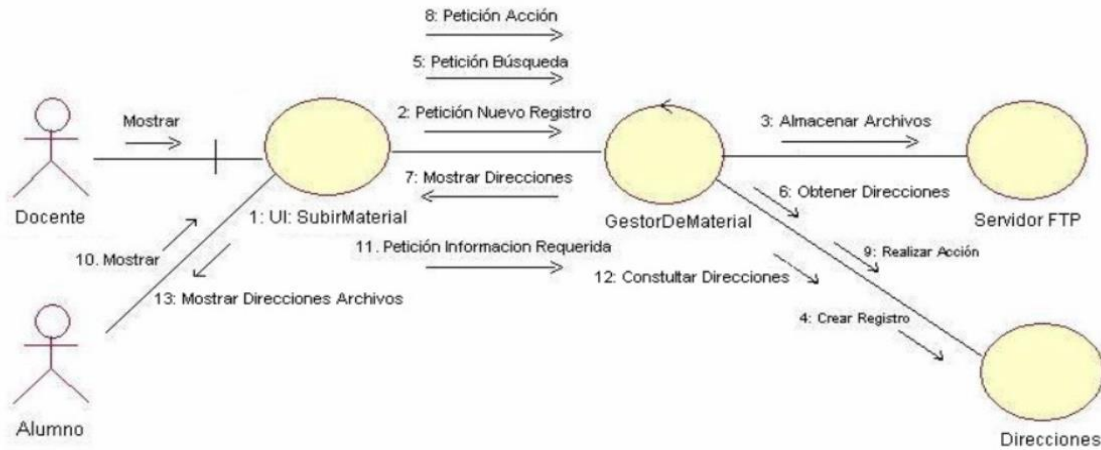 8: Petición Acción
5: Petición Búsqueda
Mostrar
2: Petición Nuevo Registro
3: Almacenar Archivos
7: Mostrar Direcciones
6: Obtener Direcciones
Docente
1: UI: SubirMaterial
GestorDeMaterial
Servidor FTP
10. Mostrar
11. Petición Informacion Requerida
9: Realizar Acción
12: Constultar Direcciones
13: Mostrar Direcciones Archivos
4: Crear Registro
Alumno
Direcciones